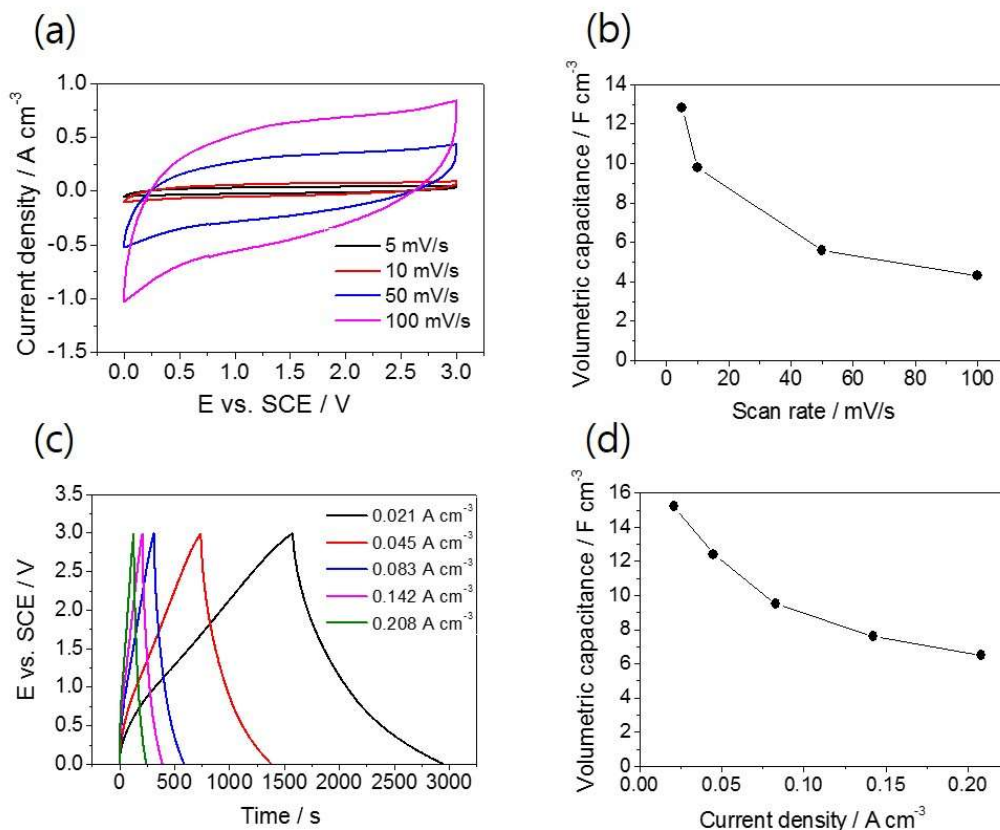 (a)
1.0
0.5
0.0
-0.5
-1.0
-1.5
Current density / A cm⁻³
5 mV/s
10 mV/s
50 mV/s
100 mV/s
0.0 0.5 1.0 1.5 2.0 2.5 3.0
E vs. SCE / V
(b)
14
12
10
8
6
4
2
0
Volumetric capacitance / F cm⁻³
0 20 40 60 80 100
Scan rate / mV/s
(c)
3.5
3.0
2.5
2.0
1.5
1.0
0.5
0.0
E vs. SCE / V
0.021 A cm⁻³
0.045 A cm⁻³
0.083 A cm⁻³
0.142 A cm⁻³
0.208 A cm⁻³
0 500 1000 1500 2000 2500 3000
Time / s
(d)
16
14
12
10
8
6
4
2
0
Volumetric capacitance / F cm⁻³
0.00 0.05 0.10 0.15 0.20
Current density / A cm⁻³